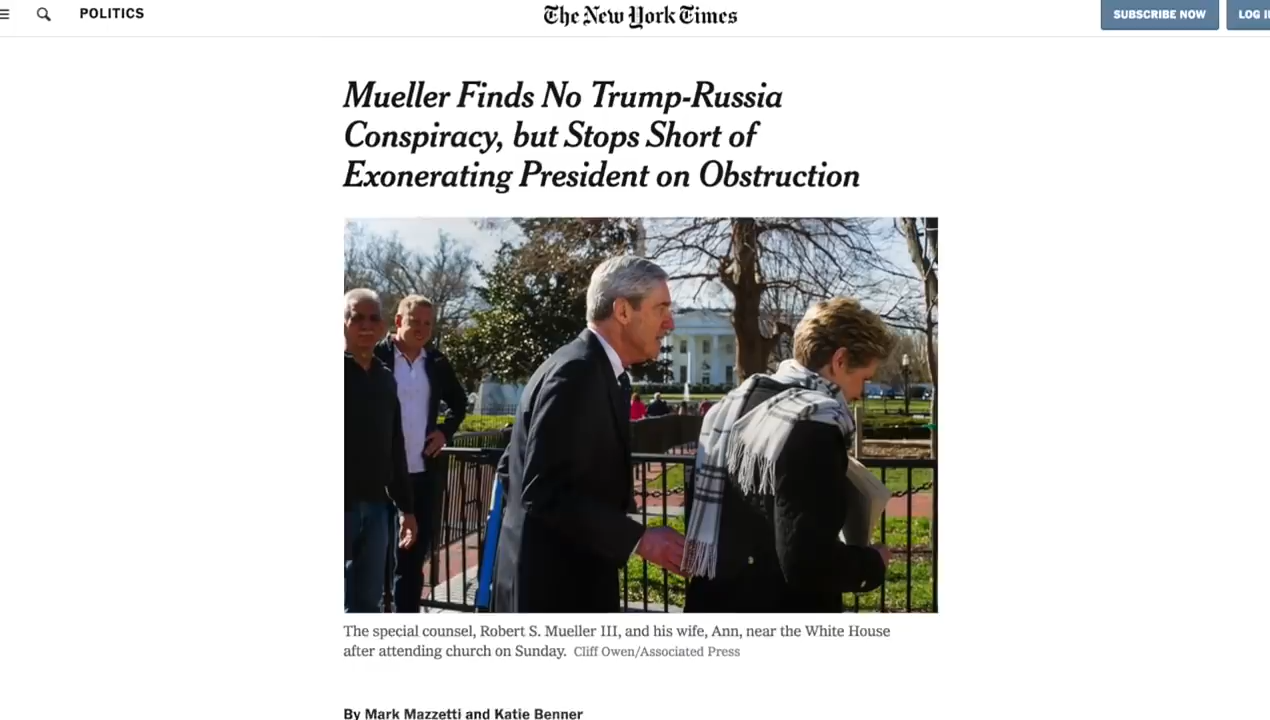 POLITICS
The New York Times
SUBSCRIBE NOW
LOG
Mueller Finds No Trump-Russia
Conspiracy, but Stops Short of
Exonerating President on Obstruction
The special counsel, Robert S. Mueller III, and his wife, Ann, near the White House
after attending church on Sunday. Cliff Owen/Associated Press
By Mark Mazzetti and Katie Benner